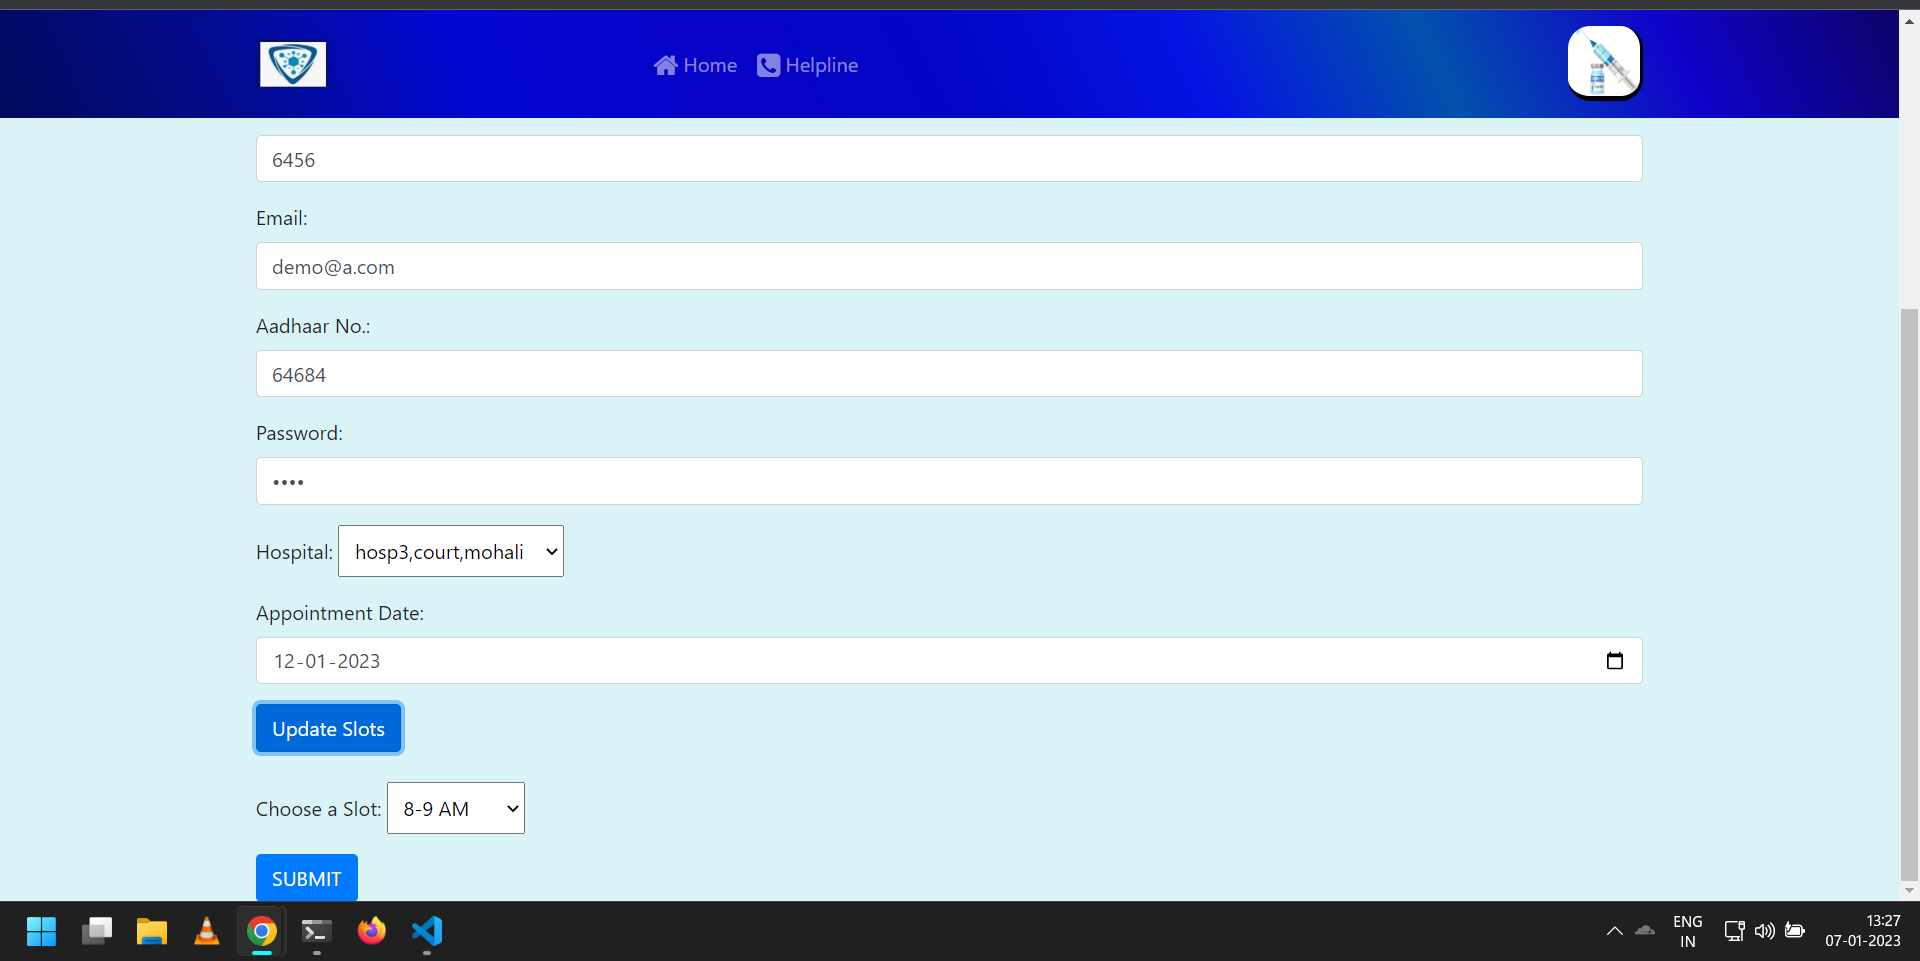 Home Helpline
6456
Email:
demo@a.com
Aadhaar No.:
64684
Password:
••••
Hospital: hosp3,court,mohali
Appointment Date:
12-01-2023
Update Slots
Choose a Slot: 8-9 AM
SUBMIT
ENG
IN
13:27
07-01-2023